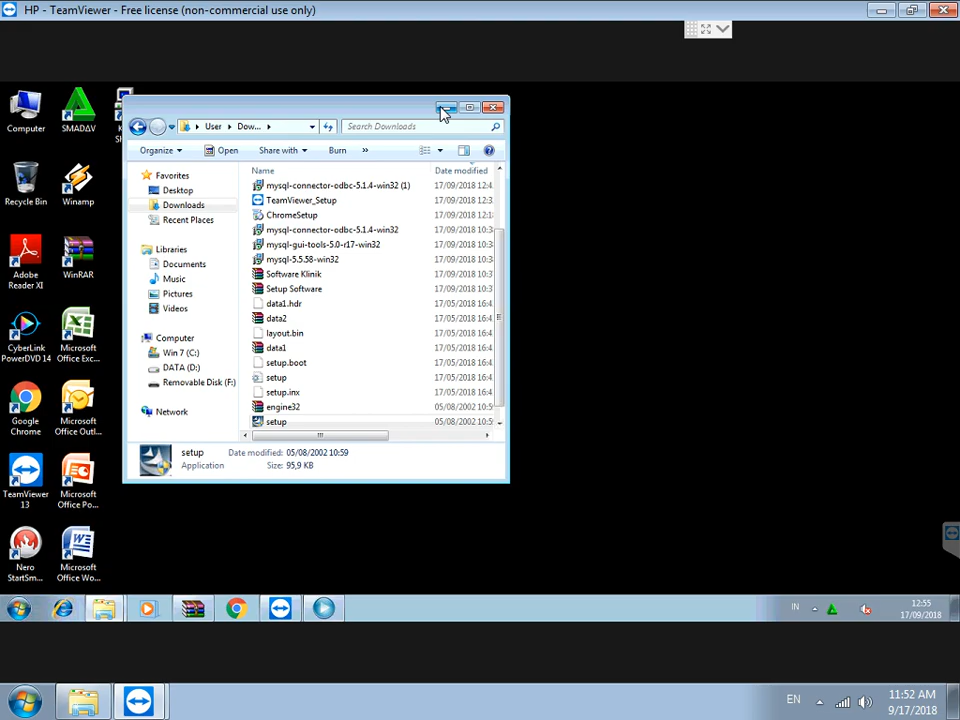 HP - TeamViewer - Free license (non-commercial use only)
Computer
SMADΔV
Recycle Bin
Winamp
Adobe
Reader XI
WinRAR
CyberLink
PowerDVD 14
Microsoft
Office Exc...
Google
Chrome
Microsoft
Office Outl...
TeamViewer
13
Microsoft
Office Po...
Nero
StartSm...
Microsoft
Office Wo...
User
Dow...
Search Downloads
Organize
Open
Share with
Burn
»
Favorites
Desktop
Downloads
Recent Places
Libraries
Documents
Music
Pictures
Videos
Computer
Win 7 (C:)
DATA (D:)
Removable Disk (F:)
Network
Name Date modified
mysql-connector-odbc-5.1.4-win32 (1) 17/09/2018 12:4
TeamViewer_Setup 17/09/2018 12:3
ChromeSetup 17/09/2018 12:1
mysql-connector-odbc-5.1.4-win32 17/09/2018 10:3
mysql-gui-tools-5.0-r17-win32 17/09/2018 10:3
mysql-5.5.58-win32 17/09/2018 10:3
Software Klinik 17/09/2018 10:3
Setup Software 17/09/2018 10:3
data1.hdr 17/05/2018 16:4
data2 17/05/2018 16:4
layout.bin 17/05/2018 16:4
data1 17/05/2018 16:4
setup.boot 17/05/2018 16:4
setup 17/05/2018 16:4
setup.inx 17/05/2018 16:4
engine32 05/08/2002 10:59
setup 05/08/2002 10:59
setup Date modified: 05/08/2002 10:59
Application Size: 95,9 KB
IN
12:55
17/09/2018
EN
11:52 AM
9/17/2018